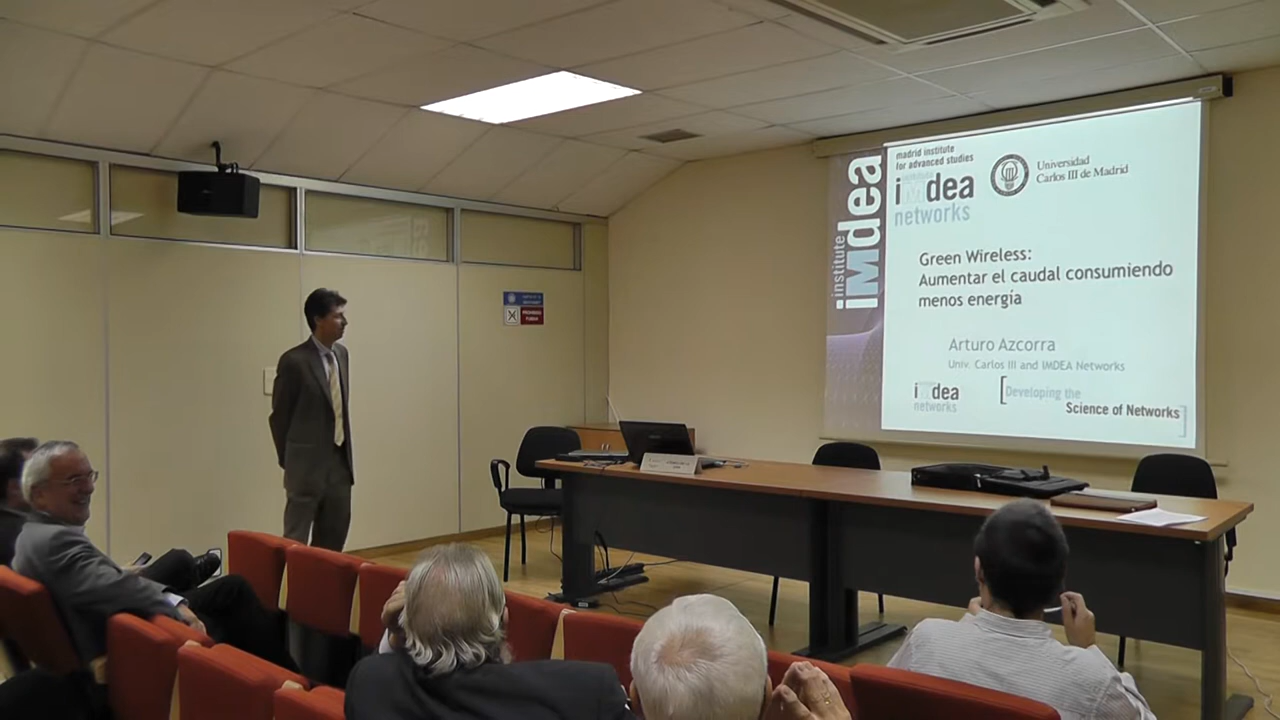 institute iMdea
madrid institute
for advanced studies
iMdea
networks
Universidad
Carlos III de Madrid
Green Wireless:
Aumentar el caudal consumiendo
menos energía
Arturo Azcorra
Univ. Carlos III and IMDEA Networks
iMdea
networks
[Developing the
Science of Networks]